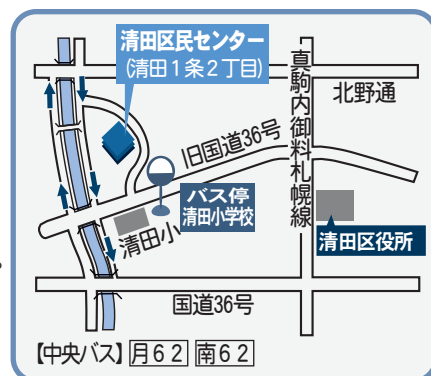 清田区民センター
(清田1条2丁目)
真駒内御料札幌線
北野通
旧国道36号
バス停
清田小学校
清田小
清田区役所
国道36号
【中央バス】月62 南62